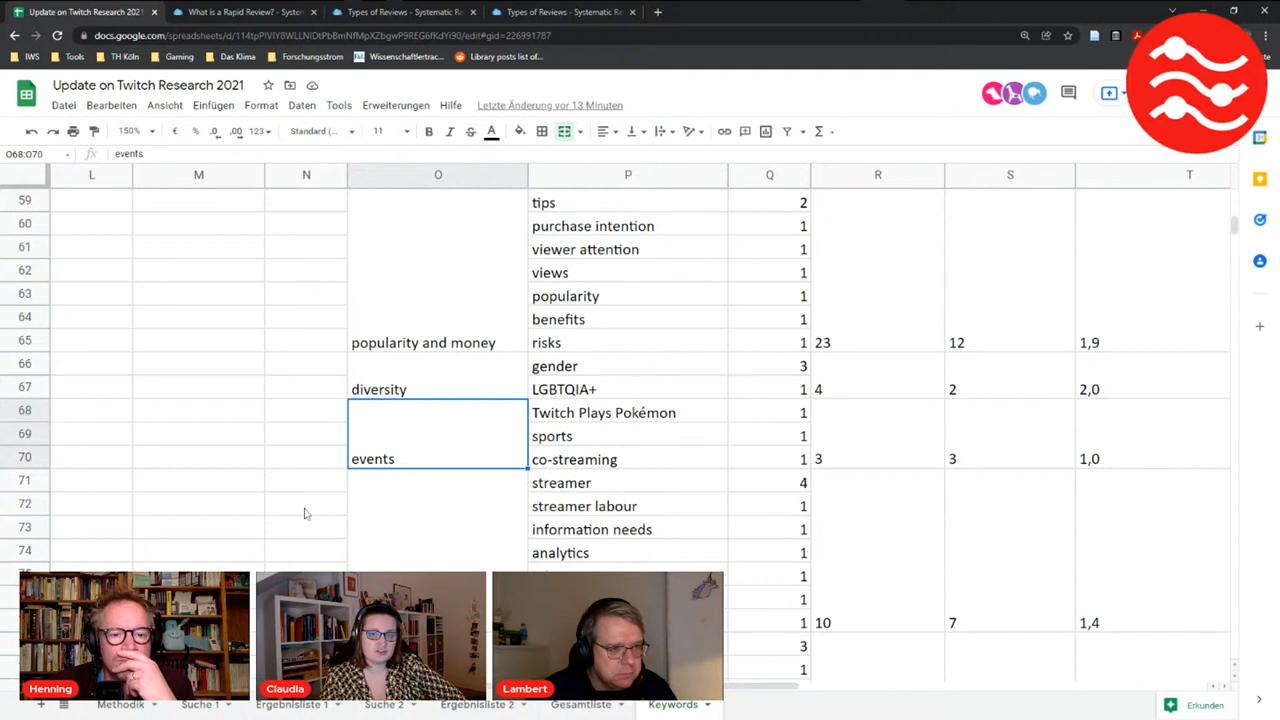 Update on Twitch Research 2021
What is a Rapid Review? - System
Types of Reviews - Systematic Re
Types of Reviews - Systematic Re
docs.google.com/spreadsheets/d/114tpPlVIY8WLLNIDtPbBmNfMpXZbgwP9REG6fKdYi90/edit#gid=226991787
IWS
Tools
TH Köln
Gaming
Das Klima
Forschungsstrom
Wissenschaftlertrac...
Library posts list of...
Update on Twitch Research 2021
Datei Bearbeiten Ansicht Einfügen Format Daten Tools Erweiterungen Hilfe Letzte Änderung vor 13 Minuten
150% € % .0 .00 123 Standard (... 11 B I S A
O68:O70 fx events
L M N O P Q R S T
59 tips 2
60 purchase intention 1
61 viewer attention 1
62 views 1
63 popularity 1
64 benefits 1
65 popularity and money risks 1 23 12 1,9
66 gender 3
67 diversity LGBTQIA+ 1 4 2 2,0
68 Twitch Plays Pokémon 1
69 sports 1
70 events co-streaming 1 3 3 1,0
71 streamer 4
72 streamer labour 1
73 information needs 1
74 analytics 1
1
1
1 10 7 1,4
3
1
Henning
Claudia
Lambert
Methodik Suche 1 Ergebnisliste 1 Suche 2 Ergebnisliste 2 Gesamtliste Keywords Erkunden